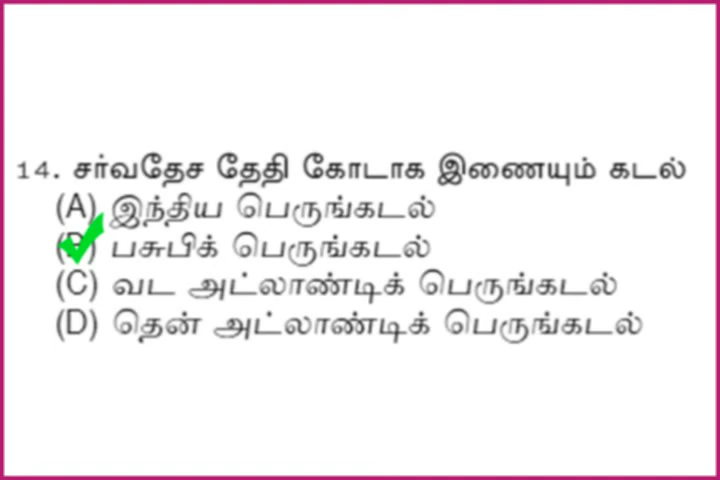 14. சர்வதேச தேதி கோடாக இணையும் கடல்
(A) இந்திய பெருங்கடல்
(B) பசுபிக் பெருங்கடல்
(C) வட அட்லாண்டிக் பெருங்கடல்
(D) தென் அட்லாண்டிக் பெருங்கடல்